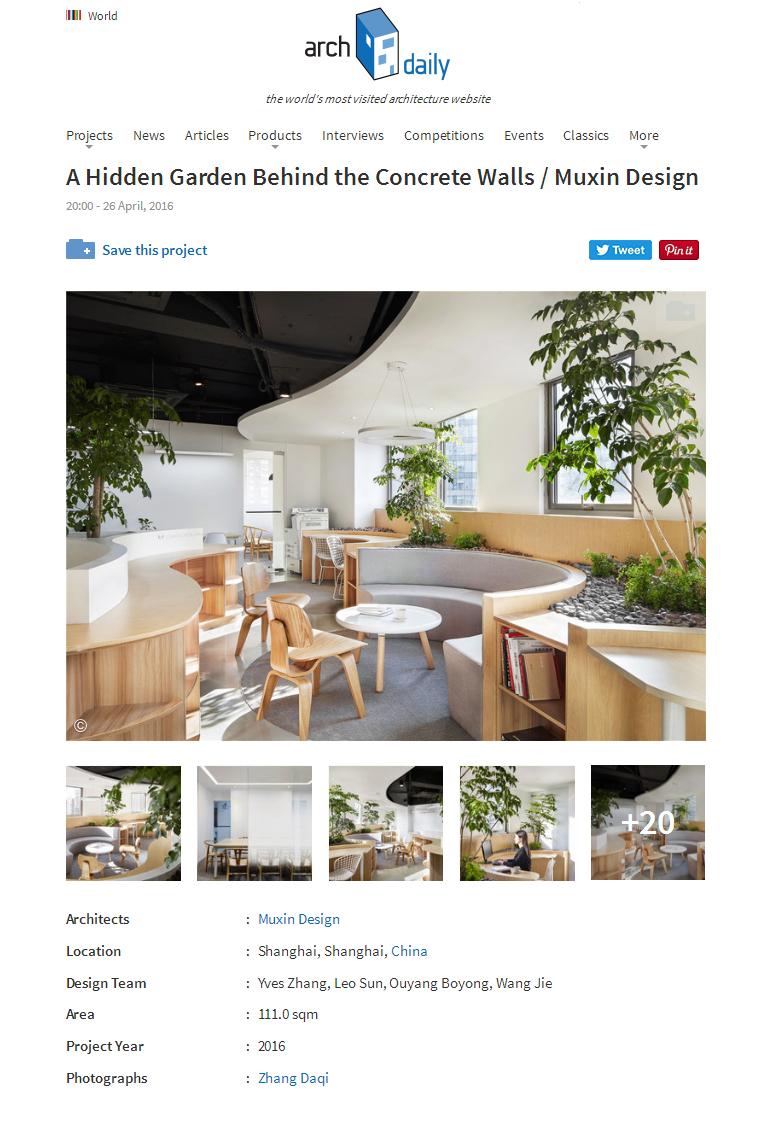 World
arch daily
the world's most visited architecture website
Projects News Articles Products Interviews Competitions Events Classics More
A Hidden Garden Behind the Concrete Walls / Muxin Design
20:00 - 26 April, 2016
Save this project
Tweet Pin it
©
+20
Architects : Muxin Design
Location : Shanghai, Shanghai, China
Design Team : Yves Zhang, Leo Sun, Ouyang Boyong, Wang Jie
Area : 111.0 sqm
Project Year : 2016
Photographs : Zhang Daqi